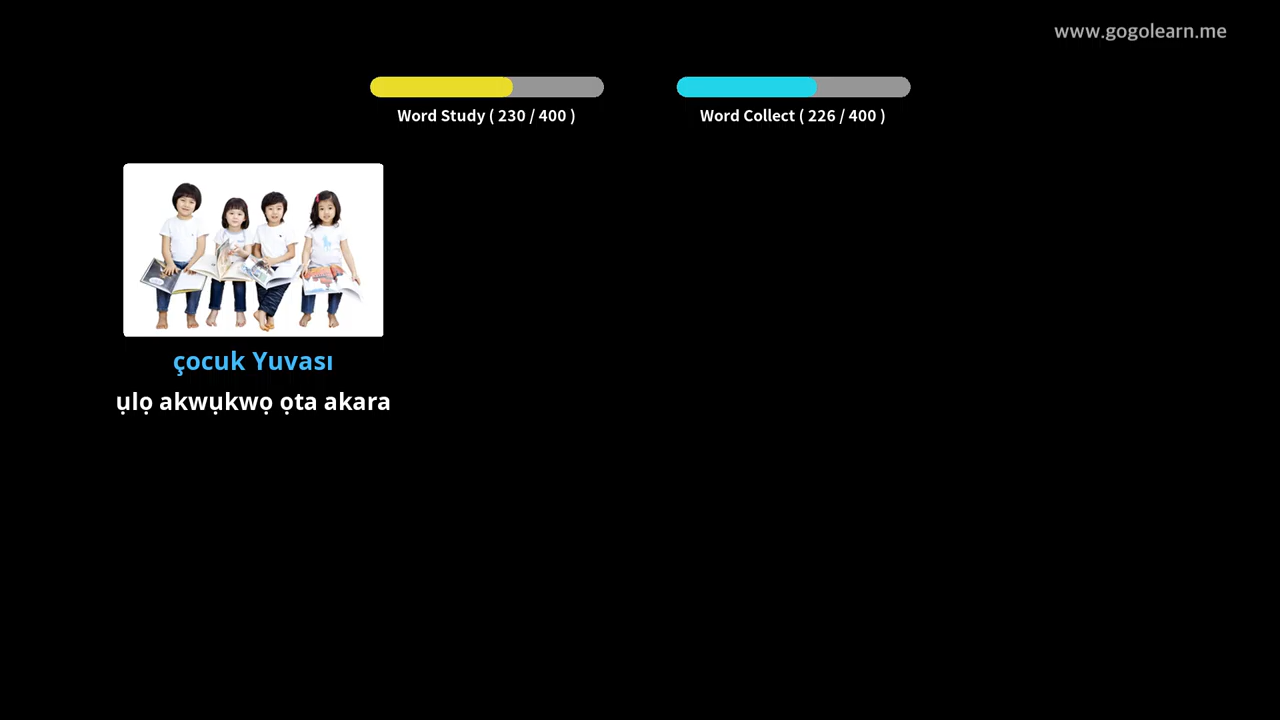 www.gogolearn.me
Word Study ( 230 / 400 )
Word Collect ( 226 / 400 )
çocuk Yuvası
ụlọ akwụkwọ ọta akara